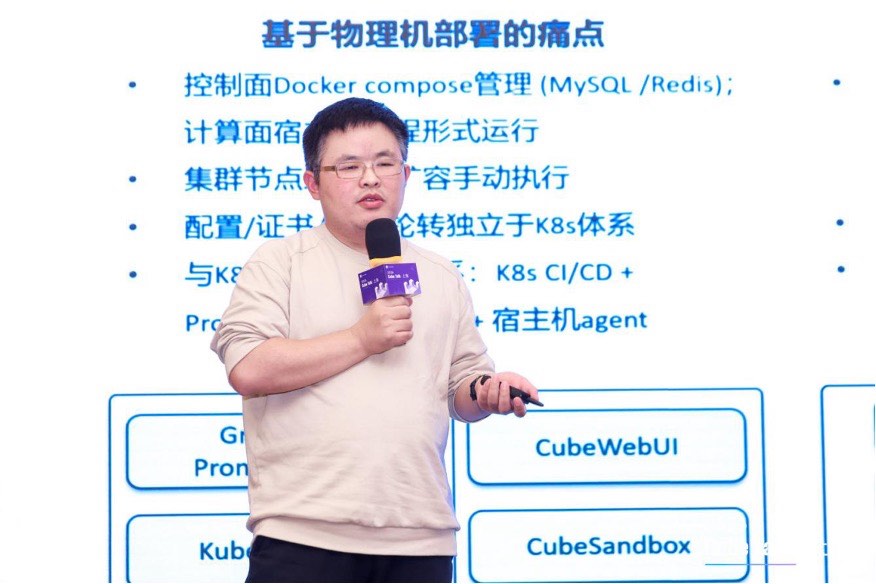 基于物理机部署的痛点
• 控制面Docker compose管理 (MySQL /Redis);
计算面宿 程形式运行
• 集群节点 广容手动执行
• 配置/证书 轮转独立于K8s体系
• 与K8 : K8s CI/CD +
Pro + 宿主机agent
Gr
Prom
CubeWebUI
Kube
CubeSandbox